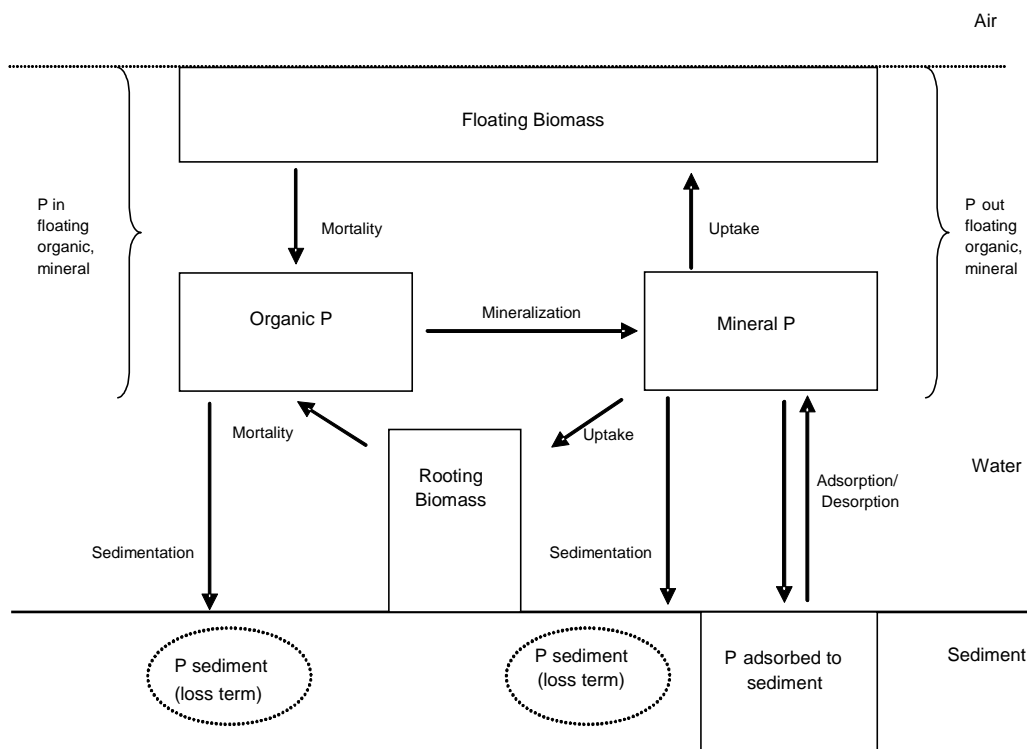 Air
Floating Biomass
P in
floating
organic,
mineral
Mortality
Uptake
P out
floating
organic,
mineral
Organic P
Mineralization
Mineral P
Mortality
Uptake
Rooting
Biomass
Water
Adsorption/
Desorption
Sedimentation
Sedimentation
P sediment
(loss term)
P sediment
(loss term)
P adsorbed to
sediment
Sediment